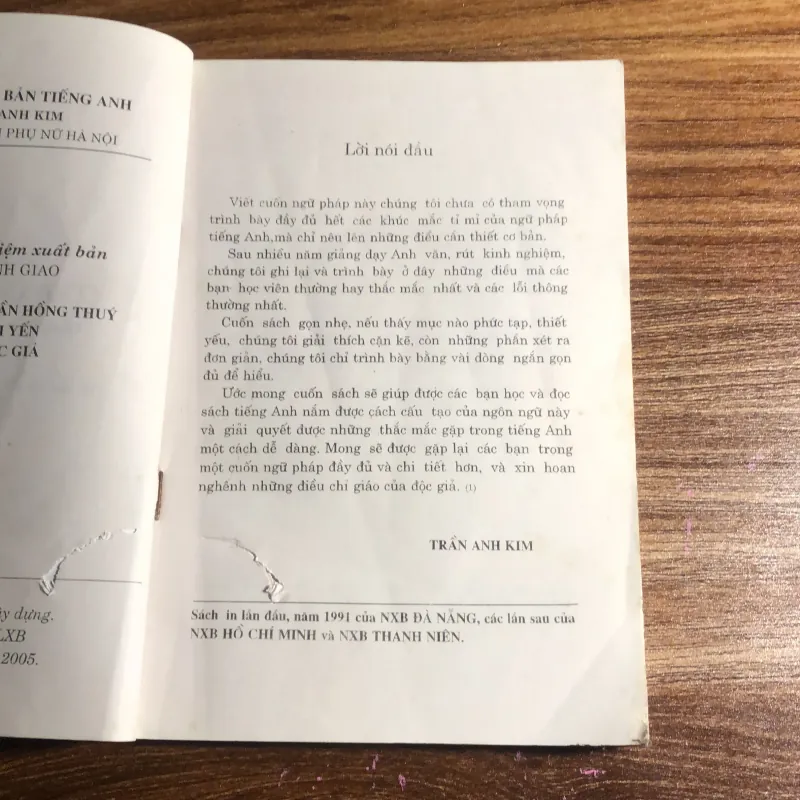 BẢN TIẾNG ANH
ANH KIM
PHỤ NỮ HÀ NỘI
xuất bản
GIAO
HỒNG THUÝ
YẾN
GIẢ
dựng.
LXB
2005.
Lời nói đầu
Viết cuốn ngữ pháp này chúng tôi chưa có tham vọng
trình bày đầy đủ hết các khúc mắc tỉ mỉ của ngữ pháp
tiếng Anh,mà chỉ nêu lên những điều cần thiết cơ bản.
Sau nhiều năm giảng dạy Anh văn, rút kinh nghiệm,
chúng tôi ghi lại và trình bày ở đây những điều mà các
bạn học viên thường hay thắc mắc nhất và các lỗi thông
thường nhất.
Cuốn sách gọn nhẹ, nếu thấy mục nào phức tạp, thiết
yếu, chúng tôi giải thích cặn kẽ, còn những phần xét ra
đơn giản, chúng tôi chỉ trình bày bằng vài dòng ngắn gọn
đủ để hiểu.
Ước mong cuốn sách sẽ giúp được các bạn học và đọc
sách tiếng Anh nắm được cách cấu tạo của ngôn ngữ này
và giải quyết được những thắc mắc gặp trong tiếng Anh
một cách dễ dàng. Mong sẽ được gặp lại các bạn trong
một cuốn ngữ pháp đầy đủ và chi tiết hơn, và xin hoan
nghênh những điều chỉ giáo của độc giả. (1)
TRẦN ANH KIM
Sách in lần đầu, năm 1991 của NXB ĐÀ NẴNG, các lần sau của
NXB HỒ CHÍ MINH và NXB THANH NIÊN.